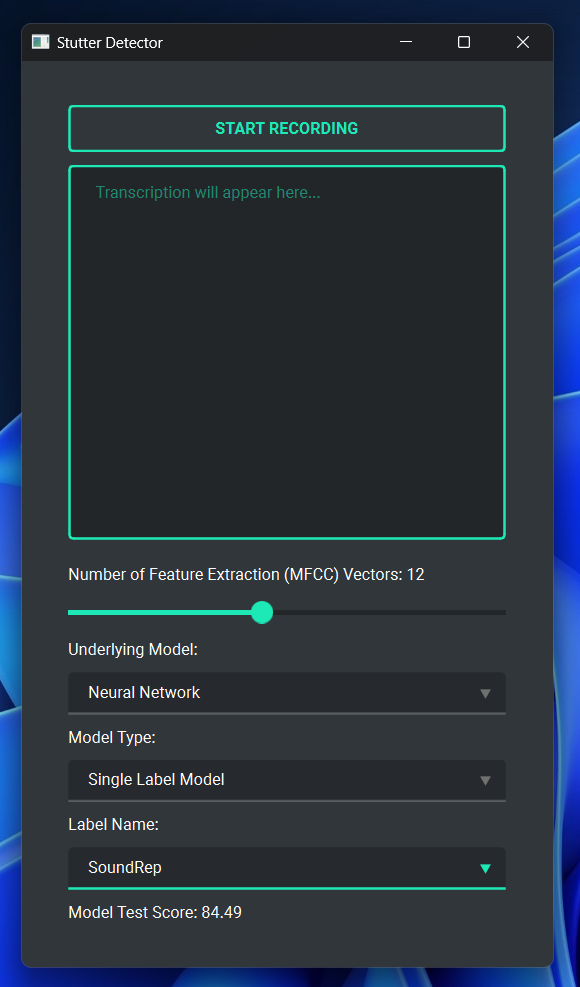 Stutter Detector
START RECORDING
Transcription will appear here...
Number of Feature Extraction (MFCC) Vectors: 12
Underlying Model:
Neural Network
Model Type:
Single Label Model
Label Name:
SoundRep
Model Test Score: 84.49